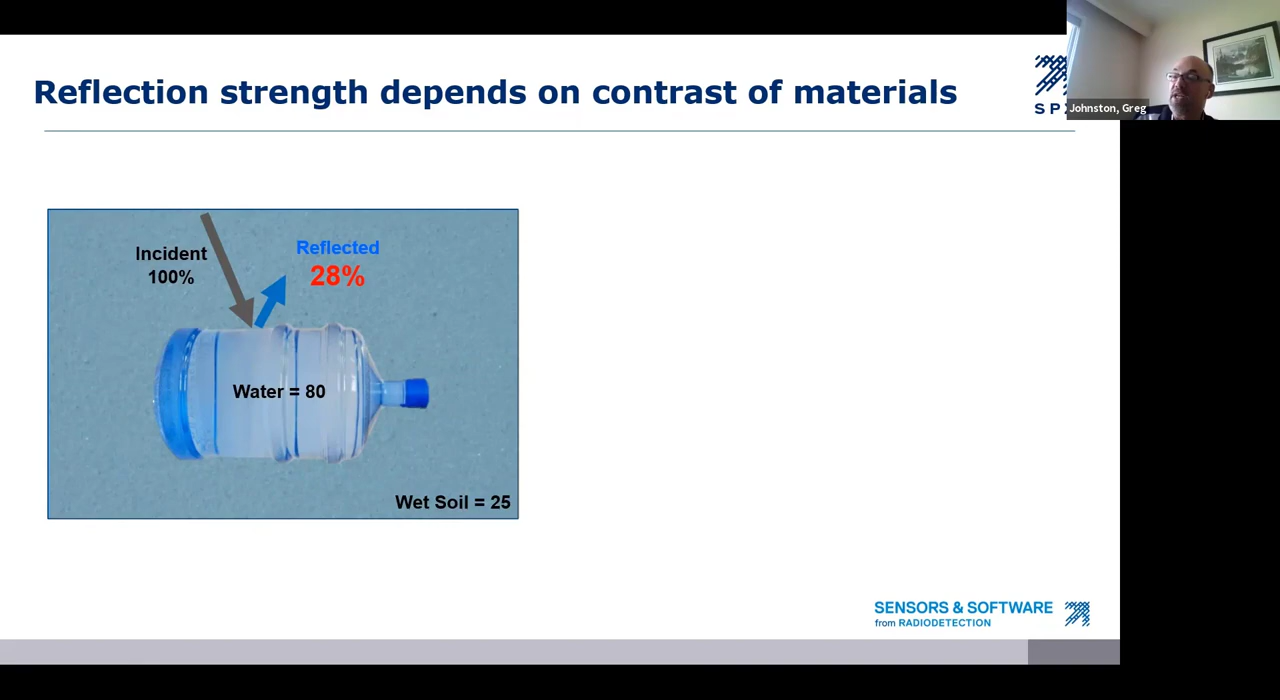 Reflection strength depends on contrast of materials
SPX
Johnston, Greg
Incident
100%
Reflected
28%
Water = 80
Wet Soil = 25
SENSORS & SOFTWARE
from RADIODETECTION